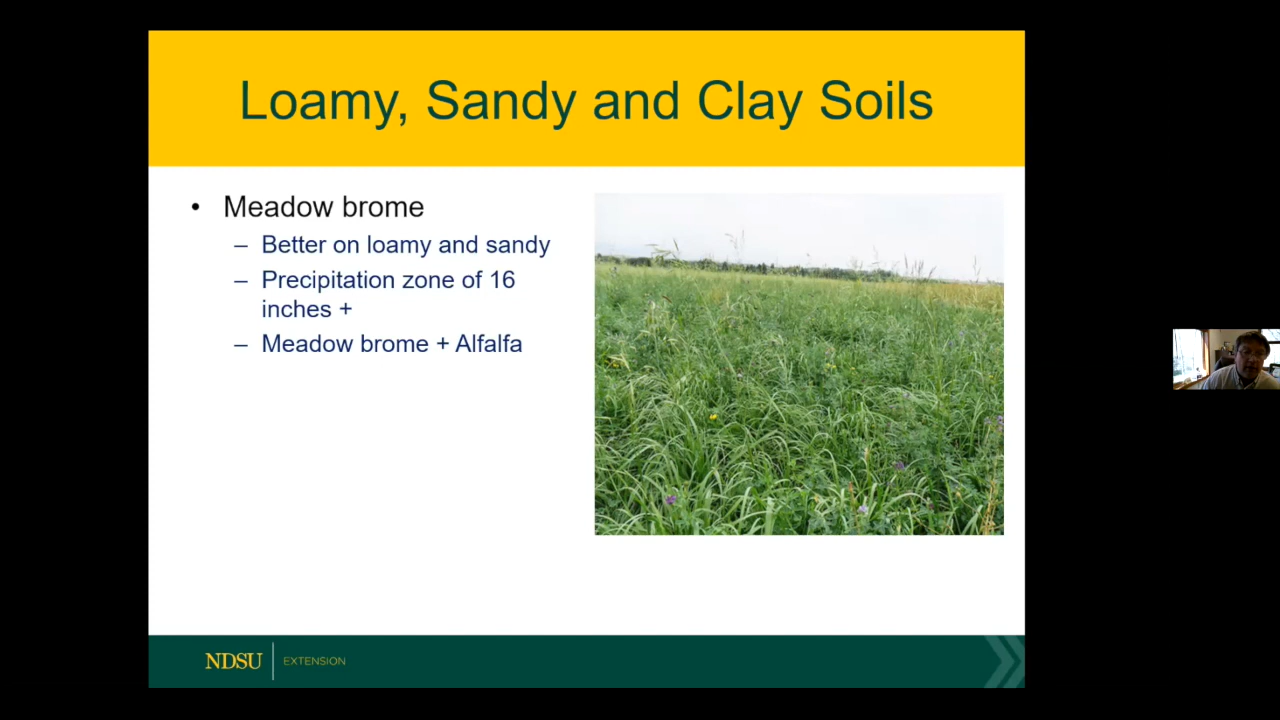 Loamy, Sandy and Clay Soils
• Meadow brome
– Better on loamy and sandy
– Precipitation zone of 16
inches +
– Meadow brome + Alfalfa
NDSU EXTENSION